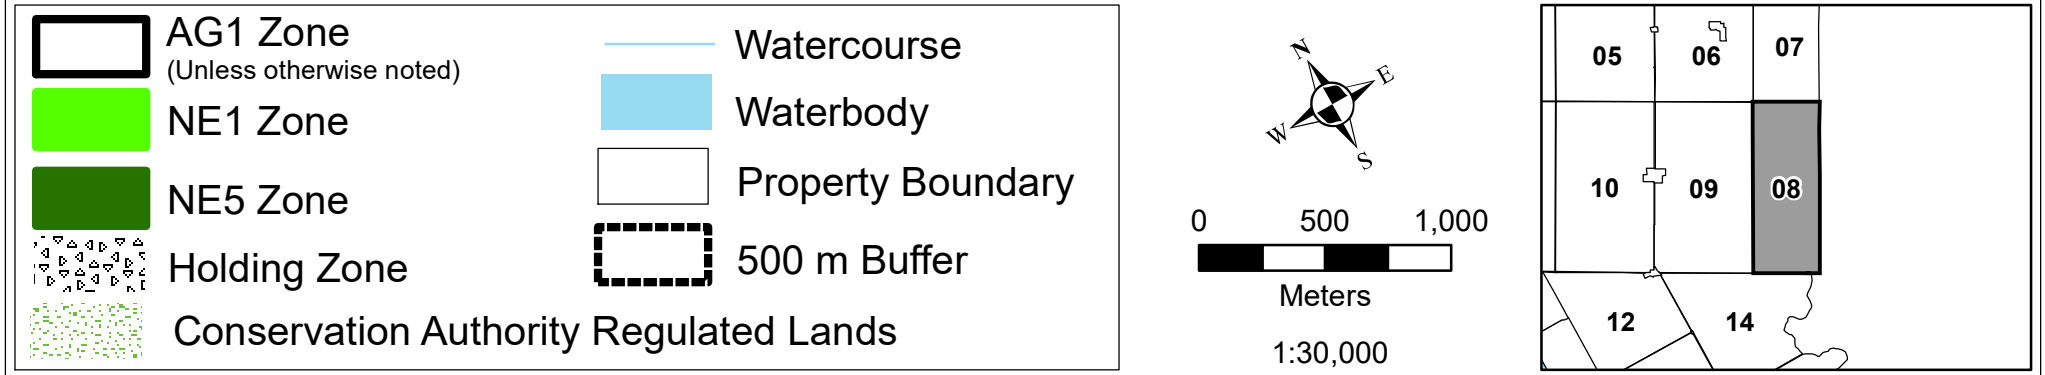 AG1 Zone
(Unless otherwise noted)
NE1 Zone
NE5 Zone
Holding Zone
Conservation Authority Regulated Lands
Watercourse
Waterbody
Property Boundary
500 m Buffer
N
E
W
S
0 500 1,000
Meters
1:30,000
05 06 07
10 09 08
12 14